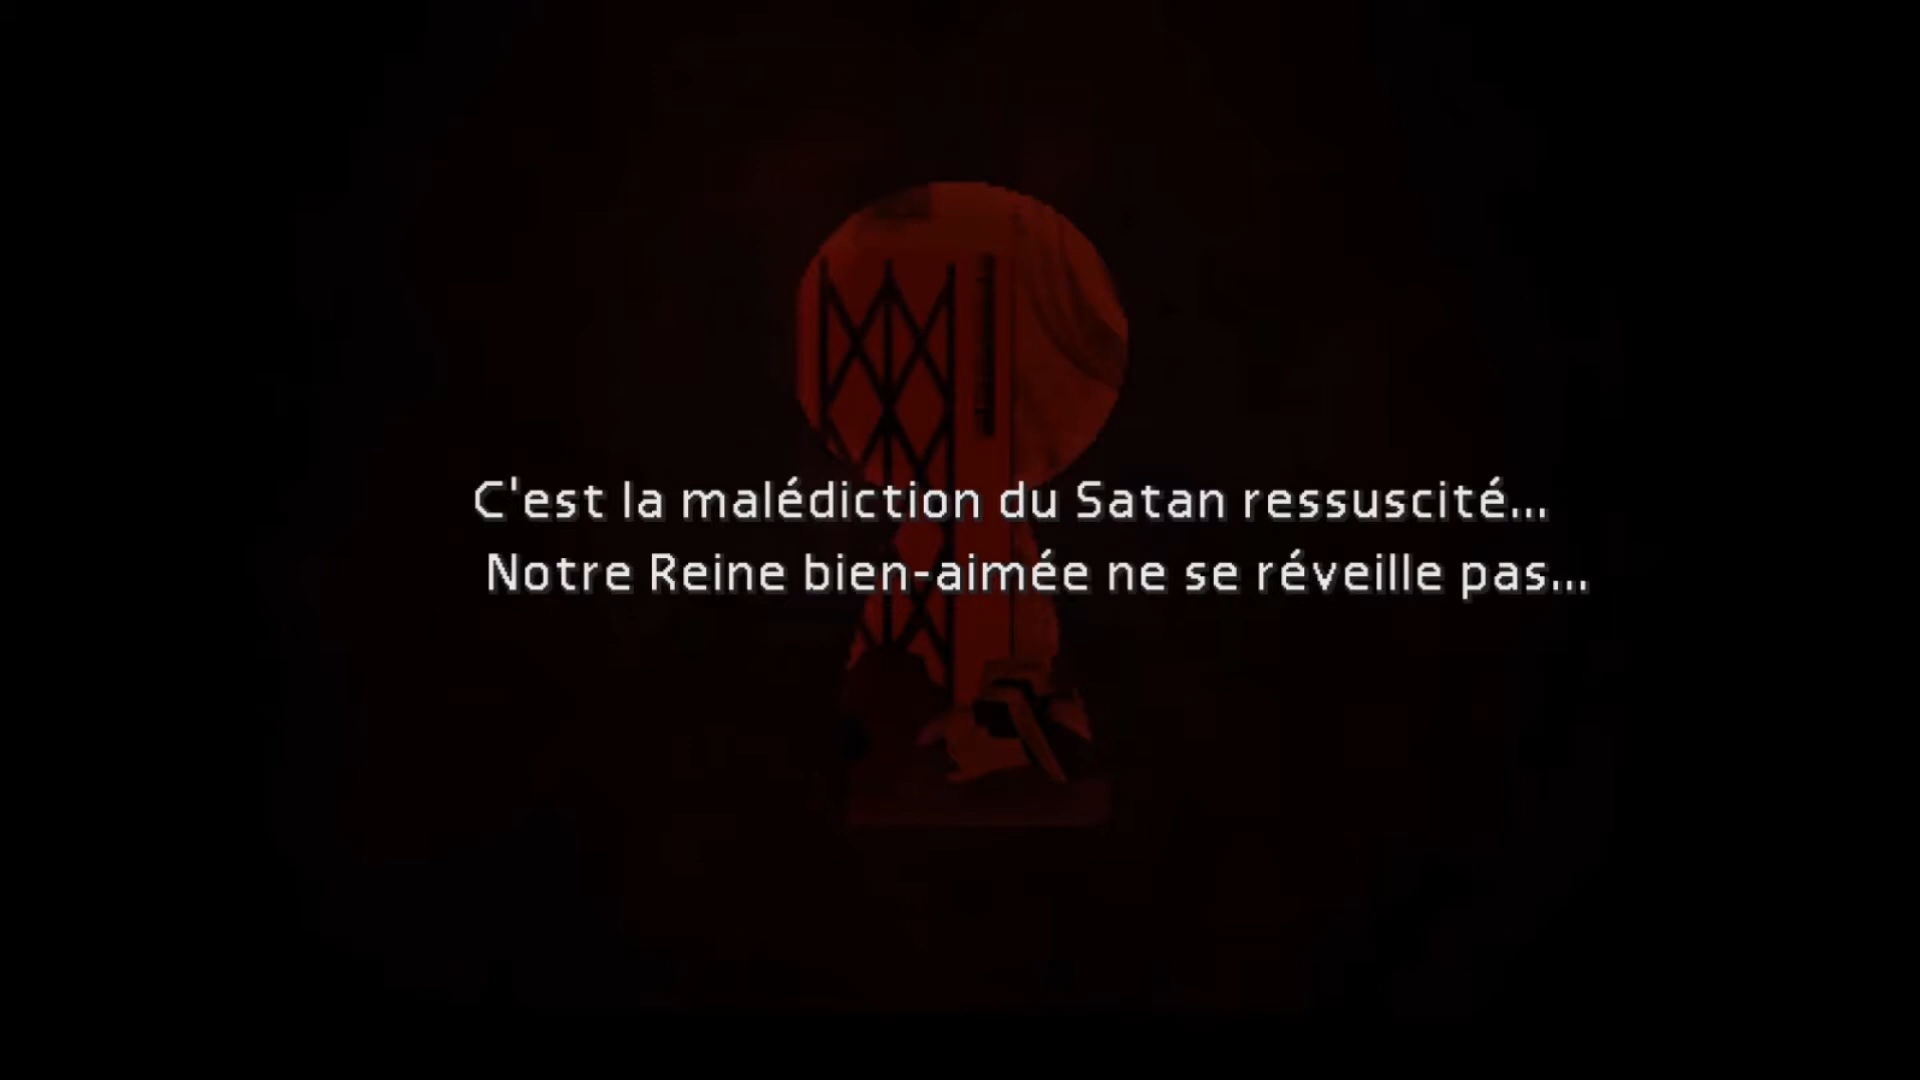 C'est la malédiction du Satan ressuscité...
Notre Reine bien-aimée ne se réveille pas...